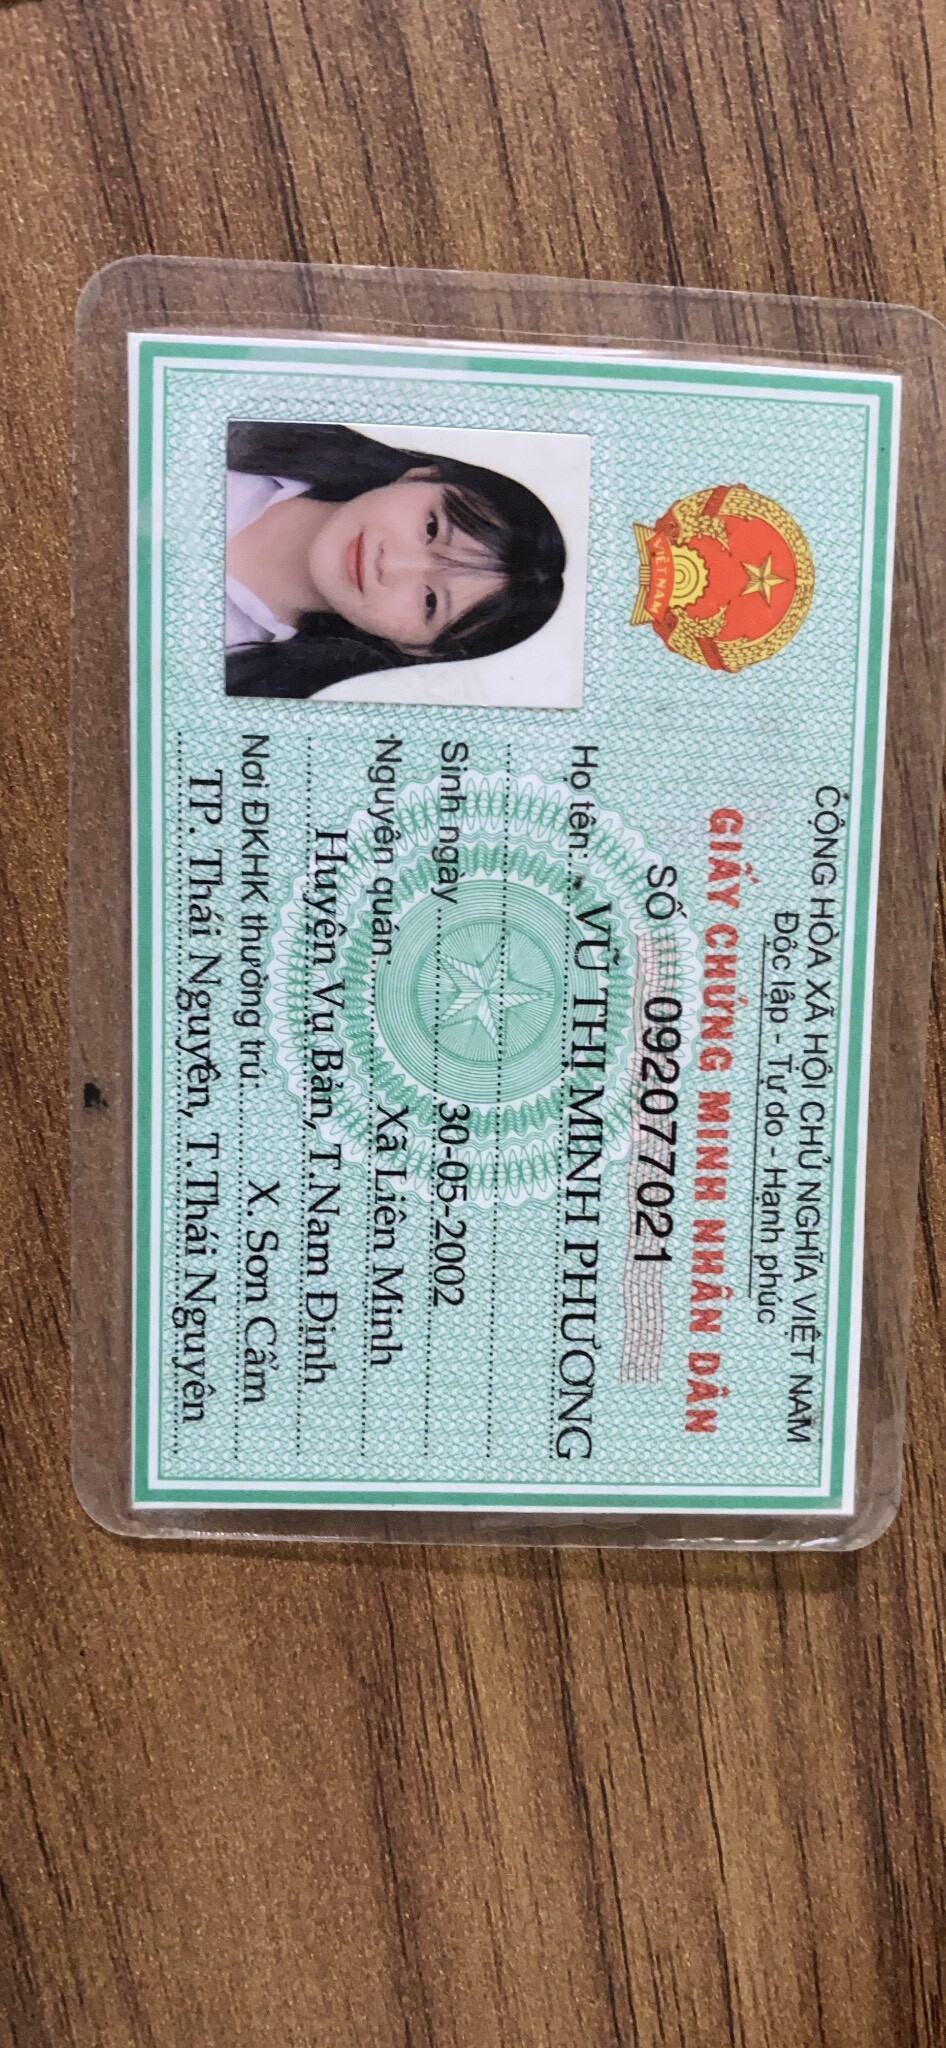 CỘNG HÒA XÃ HỘI CHỦ NGHĨA VIỆT NAM
Độc lập - Tự do - Hạnh phúc
GIẤY CHỨNG MINH NHÂN DÂN
SỐ 092077021
Họ tên: VŨ THỊ MINH PHƯƠNG
Sinh ngày 30-05-2002
Nguyên quán Xã Liên Minh
Huyện Vụ Bản, T.Nam Định
Nơi ĐKHK thường trú: X. Sơn Cẩm
TP. Thái Nguyên, T.Thái Nguyên
VIỆT NAM